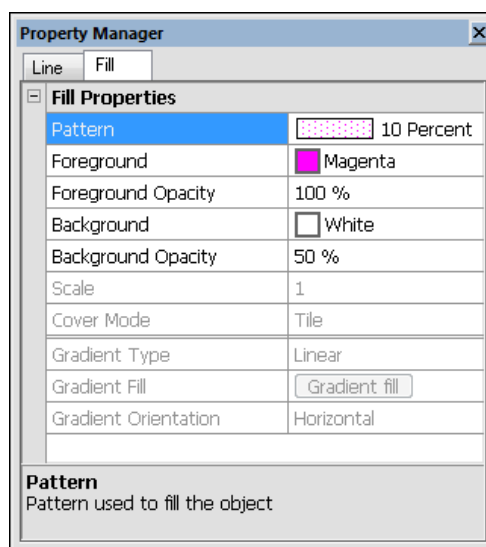 Property Manager
Line Fill
Fill Properties
Pattern 10 Percent
Foreground Magenta
Foreground Opacity 100 %
Background White
Background Opacity 50 %
Scale 1
Cover Mode Tile
Gradient Type Linear
Gradient Fill Gradient fill
Gradient Orientation Horizontal
Pattern
Pattern used to fill the object